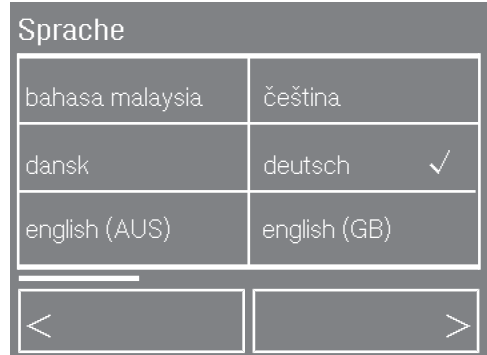 Sprache
bahasa malaysia
čeština
dansk
deutsch ✓
english (AUS)
english (GB)
< >